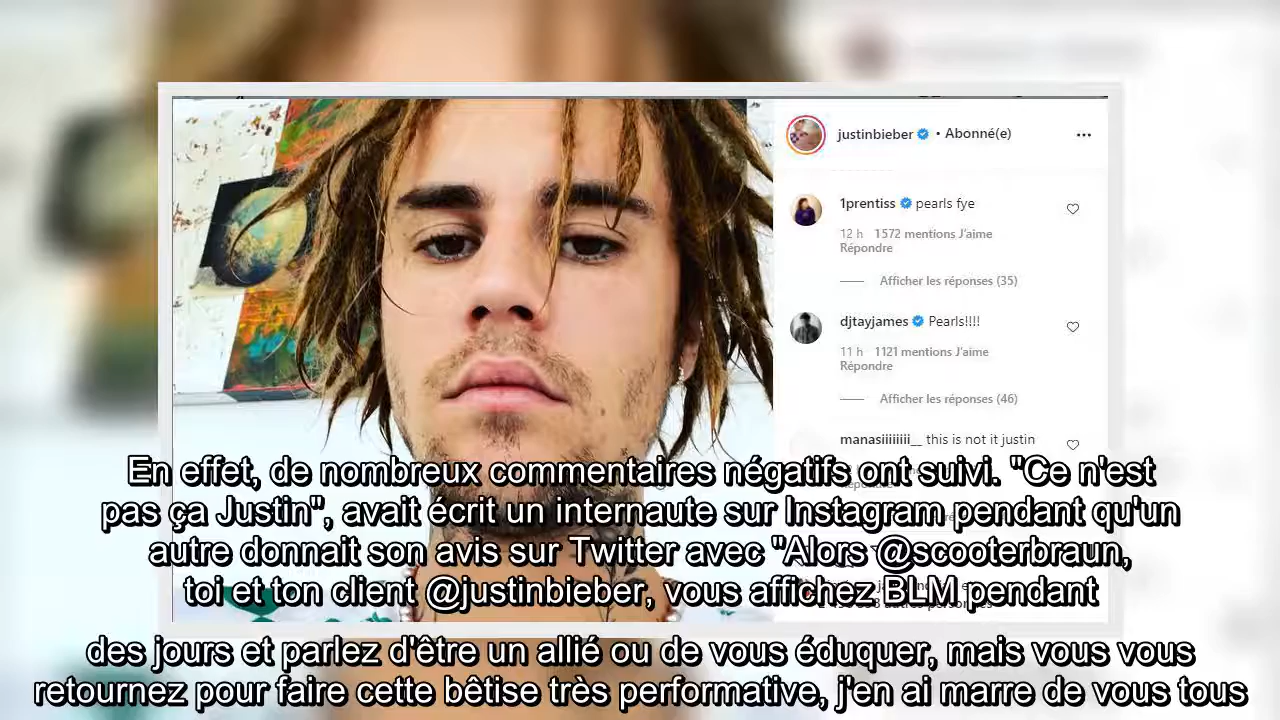 justinbieber • Abonné(e)
1prentiss pearls fye
12 h 1572 mentions J'aime
Répondre
Afficher les réponses (35)
djtayjames Pearls!!!!
11 h 1121 mentions J'aime
Répondre
Afficher les réponses (46)
manasiiiiiiii__ this is not it justin
En effet, de nombreux commentaires négatifs ont suivi. "Ce n'est
pas ça Justin", avait écrit un internaute sur Instagram pendant qu'un
autre donnait son avis sur Twitter avec "Alors @scooterbraun,
toi et ton client @justinbieber, vous affichez BLM pendant
des jours et parlez d'être un allié ou de vous éduquer, mais vous vous
retournez pour faire cette bêtise très performative, j'en ai marre de vous tous